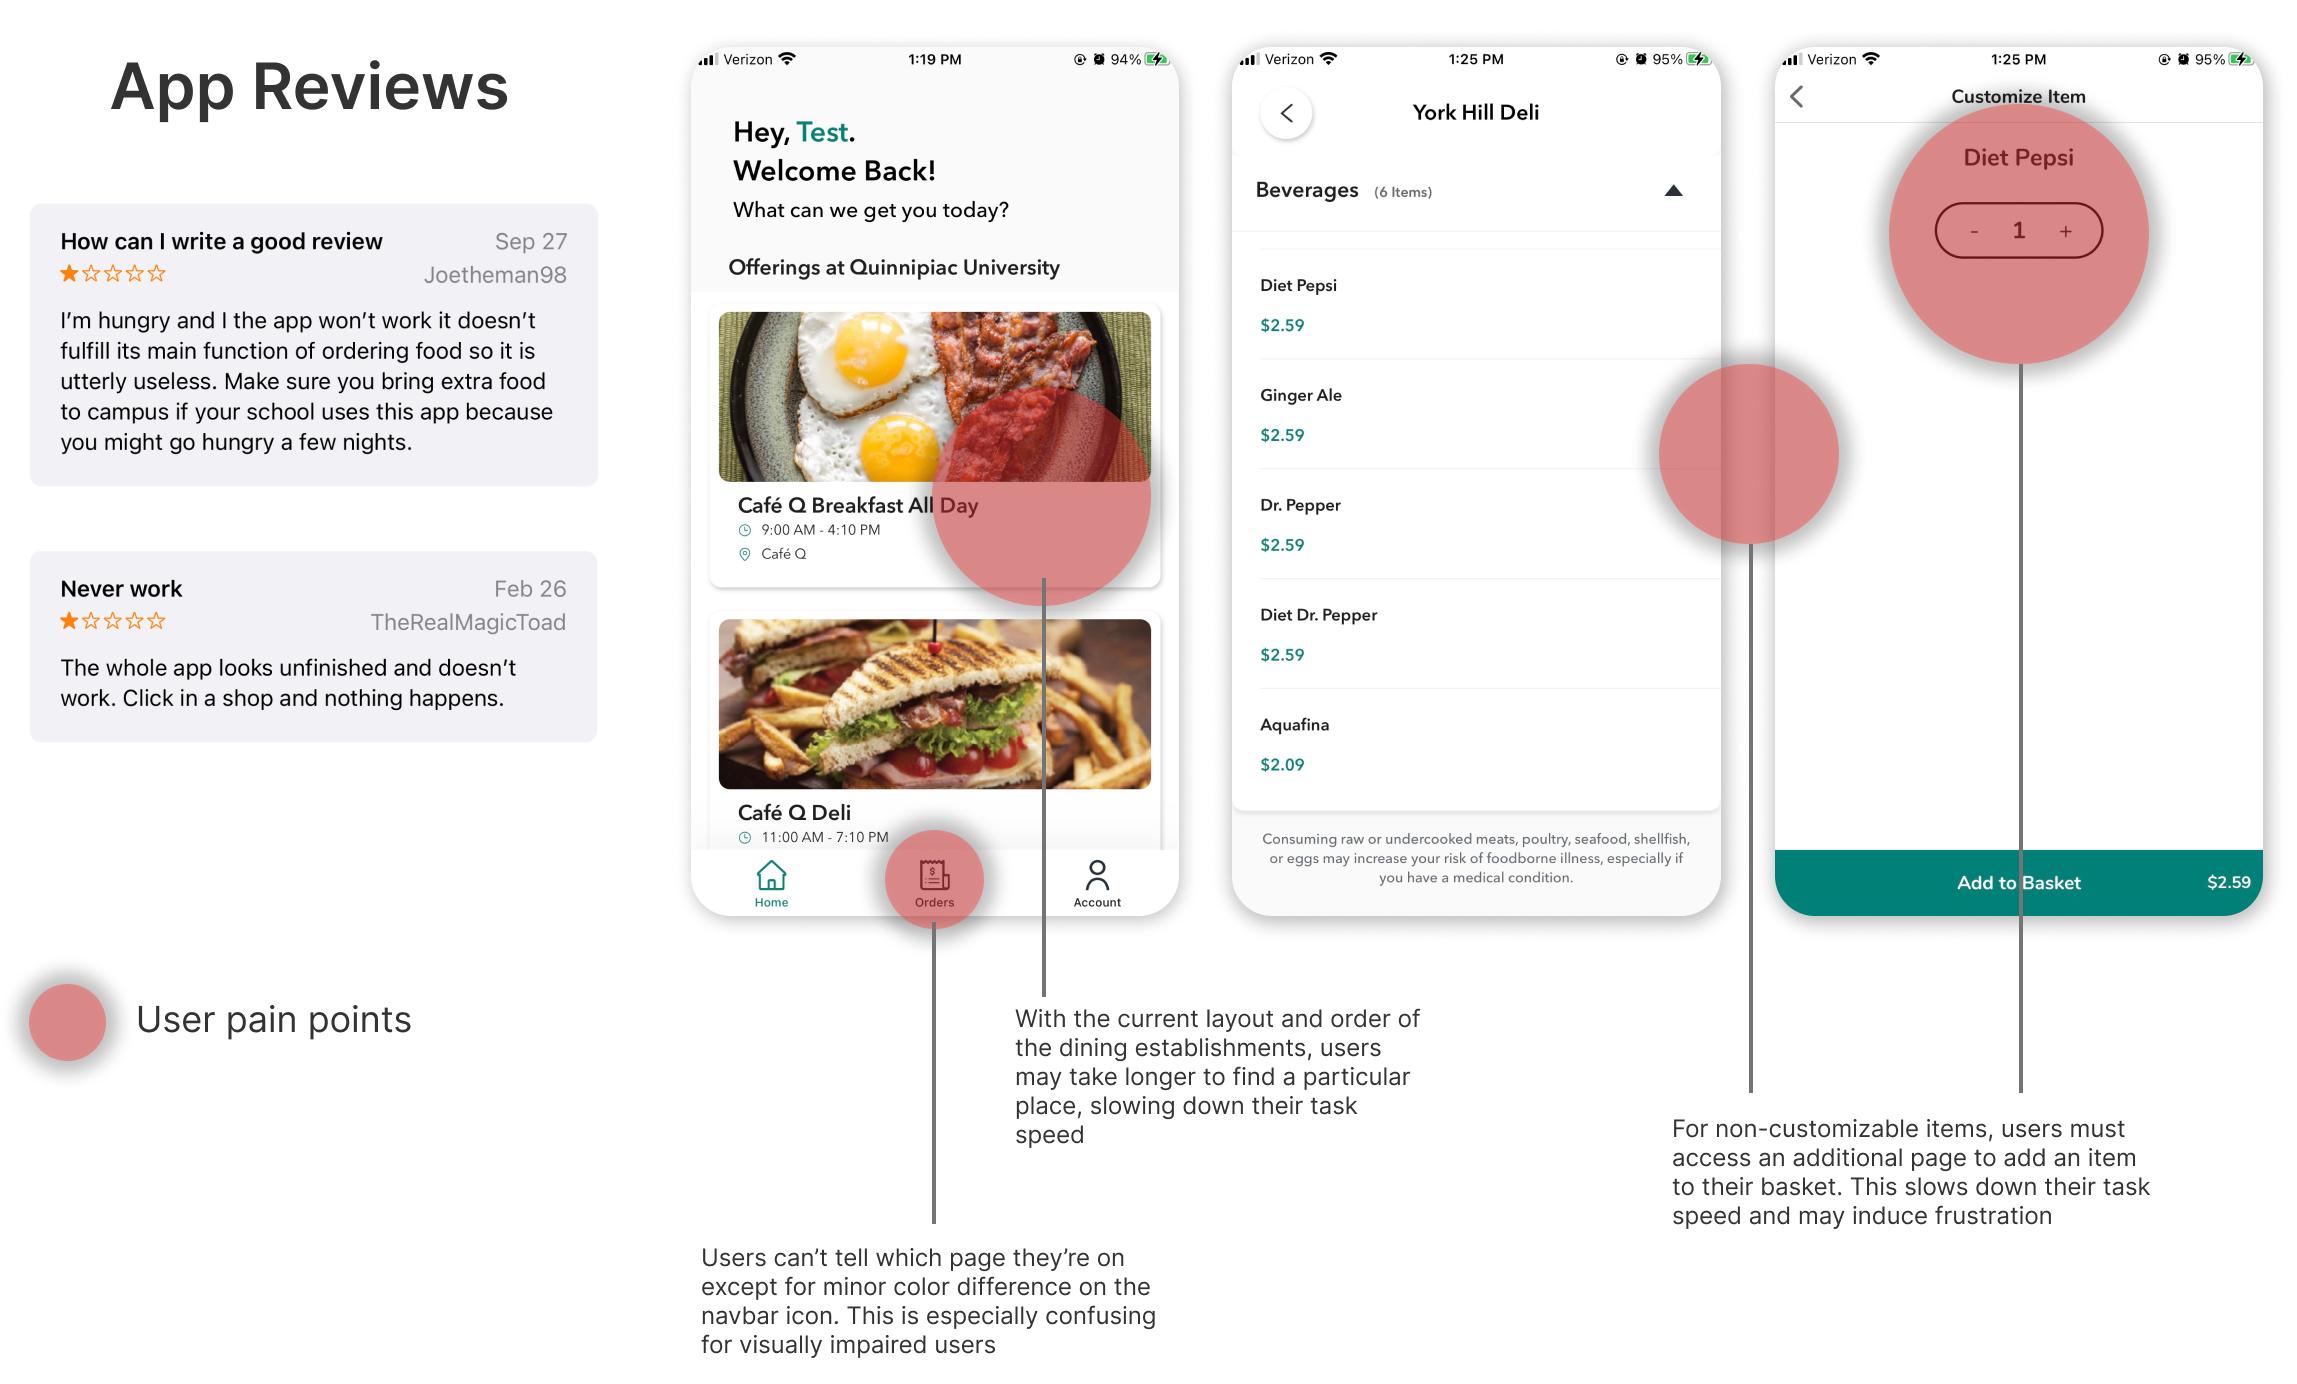 App Reviews
How can I write a good review
Sep 27
Joetheman98
I'm hungry and I the app won't work it doesn't
fulfill its main function of ordering food so it is
utterly useless. Make sure you bring extra food
to campus if your school uses this app because
you might go hungry a few nights.
Never work
Feb 26
TheRealMagicToad
The whole app looks unfinished and doesn't
work. Click in a shop and nothing happens.
User pain points
Verizon
1:19 PM
94%
Hey, Test.
Welcome Back!
What can we get you today?
Offerings at Quinnipiac University
Café Q Breakfast All Day
9:00 AM - 4:10 PM
Café Q
Café Q Deli
11:00 AM - 7:10 PM
Home
$
Orders
Account
Verizon
1:25 PM
95%
York Hill Deli
Beverages (6 Items)
Diet Pepsi
$2.59
Ginger Ale
$2.59
Dr. Pepper
$2.59
Diet Dr. Pepper
$2.59
Aquafina
$2.09
Consuming raw or undercooked meats, poultry, seafood, shellfish,
or eggs may increase your risk of foodborne illness, especially if
you have a medical condition.
Verizon
1:25 PM
95%
Customize Item
Diet Pepsi
- 1 +
Add to Basket
$2.59
With the current layout and order of
the dining establishments, users
may take longer to find a particular
place, slowing down their task
speed
For non-customizable items, users must
access an additional page to add an item
to their basket. This slows down their task
speed and may induce frustration
Users can't tell which page they're on
except for minor color difference on the
navbar icon. This is especially confusing
for visually impaired users